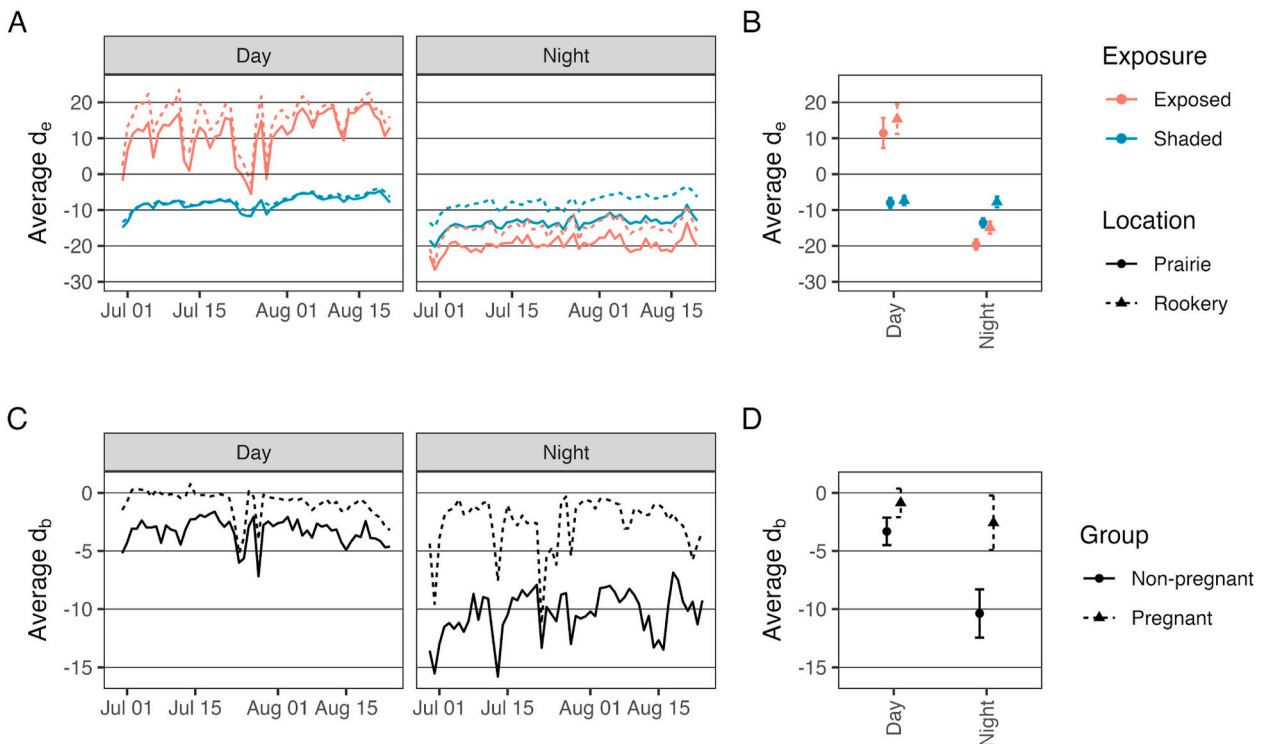 A
Day
Night
Average de
20
10
0
-10
-20
-30
Jul 01 Jul 15 Aug 01 Aug 15
Jul 01 Jul 15 Aug 01 Aug 15
B
Average de
20
10
0
-10
-20
-30
Day
Night
Exposure
Exposed
Shaded
Location
Prairie
Rookery
C
Day
Night
Average db
0
-5
-10
-15
Jul 01 Jul 15 Aug 01 Aug 15
Jul 01 Jul 15 Aug 01 Aug 15
D
Average db
0
-5
-10
-15
Day
Night
Group
Non-pregnant
Pregnant